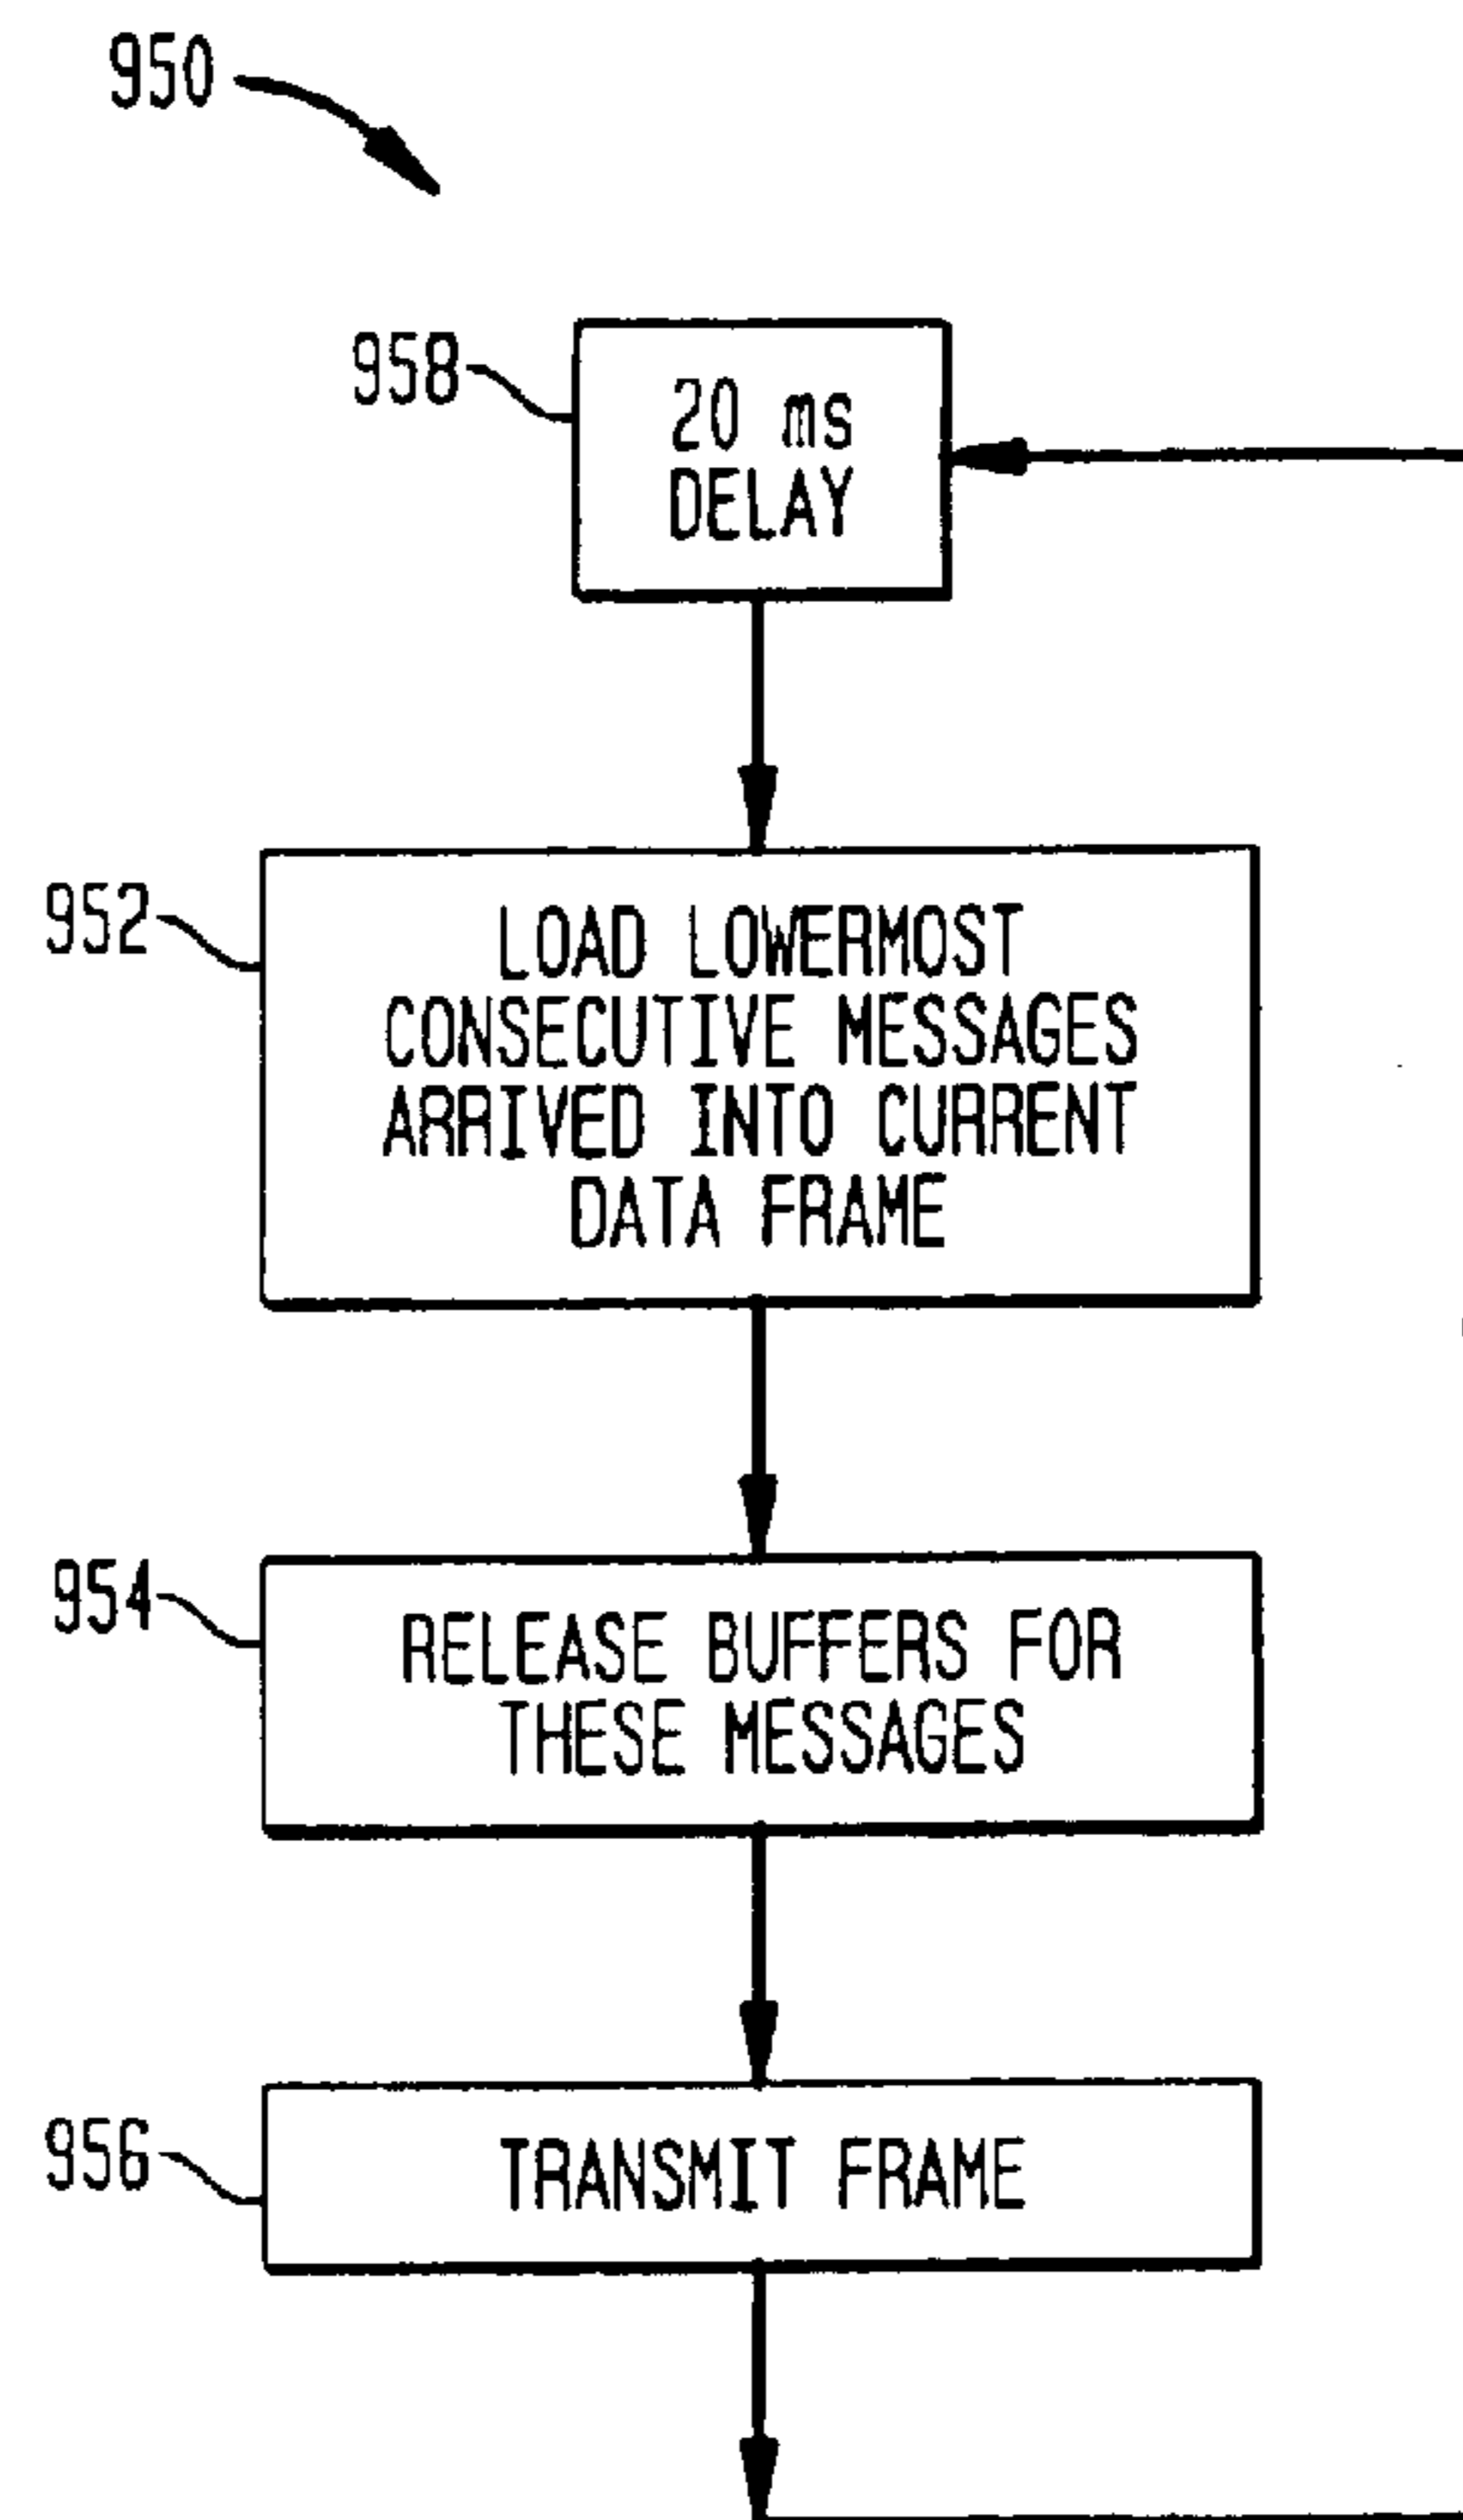 950
958
20 ms
DELAY
952
LOAD LOWERMOST
CONSECUTIVE MESSAGES
ARRIVED INTO CURRENT
DATA FRAME
954
RELEASE BUFFERS FOR
THESE MESSAGES
956
TRANSMIT FRAME